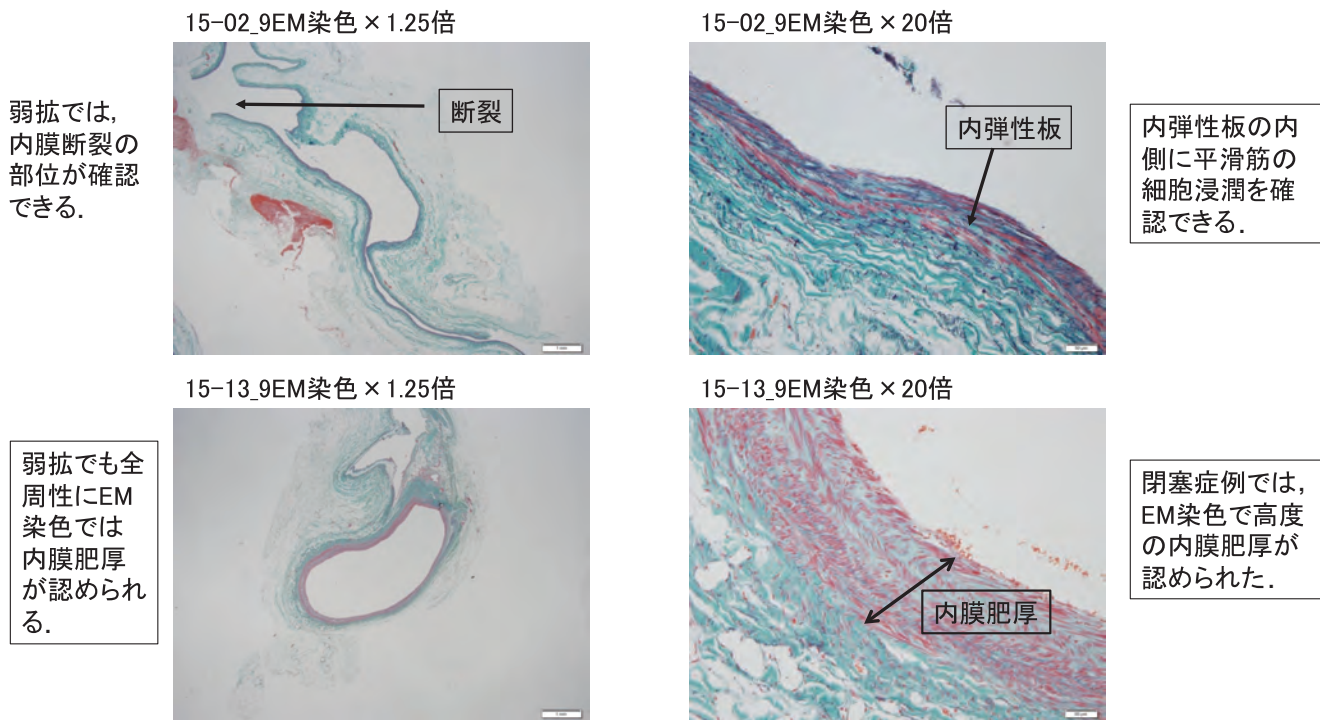 15-02_9EM染色×1.25倍
15-02_9EM染色×20倍
弱拡では,
内膜断裂の
部位が確認
できる.
断裂
内弾性板
内弾性板の内
側に平滑筋の
細胞浸潤を確
認できる.
15-13_9EM染色×1.25倍
15-13_9EM染色×20倍
弱拡でも全
周性にEM
染色では
内膜肥厚
が認められ
る.
内膜肥厚
閉塞症例では,
EM染色で高度
の内膜肥厚が
認められた.
1 mm
1 mm